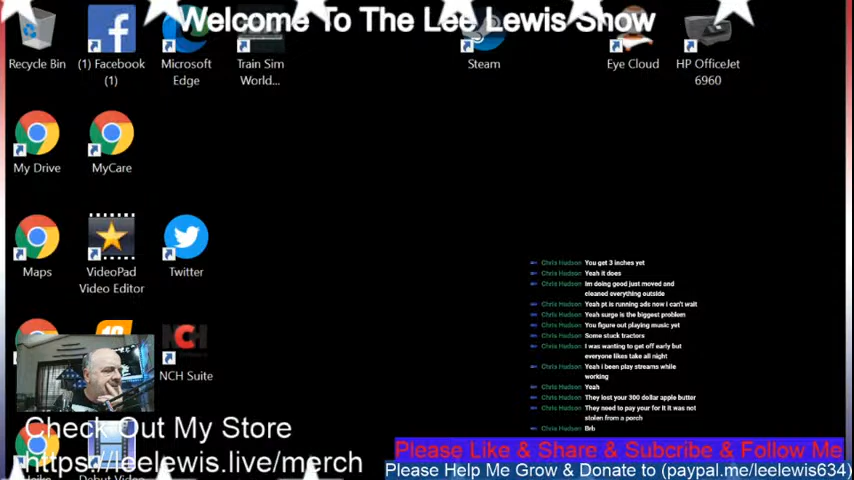 Welcome To The Lee Lewis Show
Recycle Bin
(1) Facebook
(1)
Microsoft
Edge
Train Sim
World...
Steam
Eye Cloud
HP OfficeJet
6960
My Drive
MyCare
Maps
VideoPad
Video Editor
Twitter
NCH
NCH Suite
Chris Hudson You get 3 inches yet
Chris Hudson Yeah it does
Chris Hudson Im doing good just moved and
cleaned everything outside
Chris Hudson Yeah pt is running ads now i can't wait
Chris Hudson Yeah surge is the biggest problem
Chris Hudson You figure out playing music yet
Chris Hudson Some stuck tractors
Chris Hudson I was wanting to get off early but
everyone likes take all night
Chris Hudson Yeah i been play streams while
working
Chris Hudson Yeah
Chris Hudson They lost your 300 dollar apple butter
Chris Hudson They need to pay your for it it was not
stolen from a porch
Chris Hudson Brb
Check Out My Store
https://leelewis.live/merch
Please Like & Share & Subcribe & Follow Me
Please Help Me Grow & Donate to (paypal.me/leelewis634)